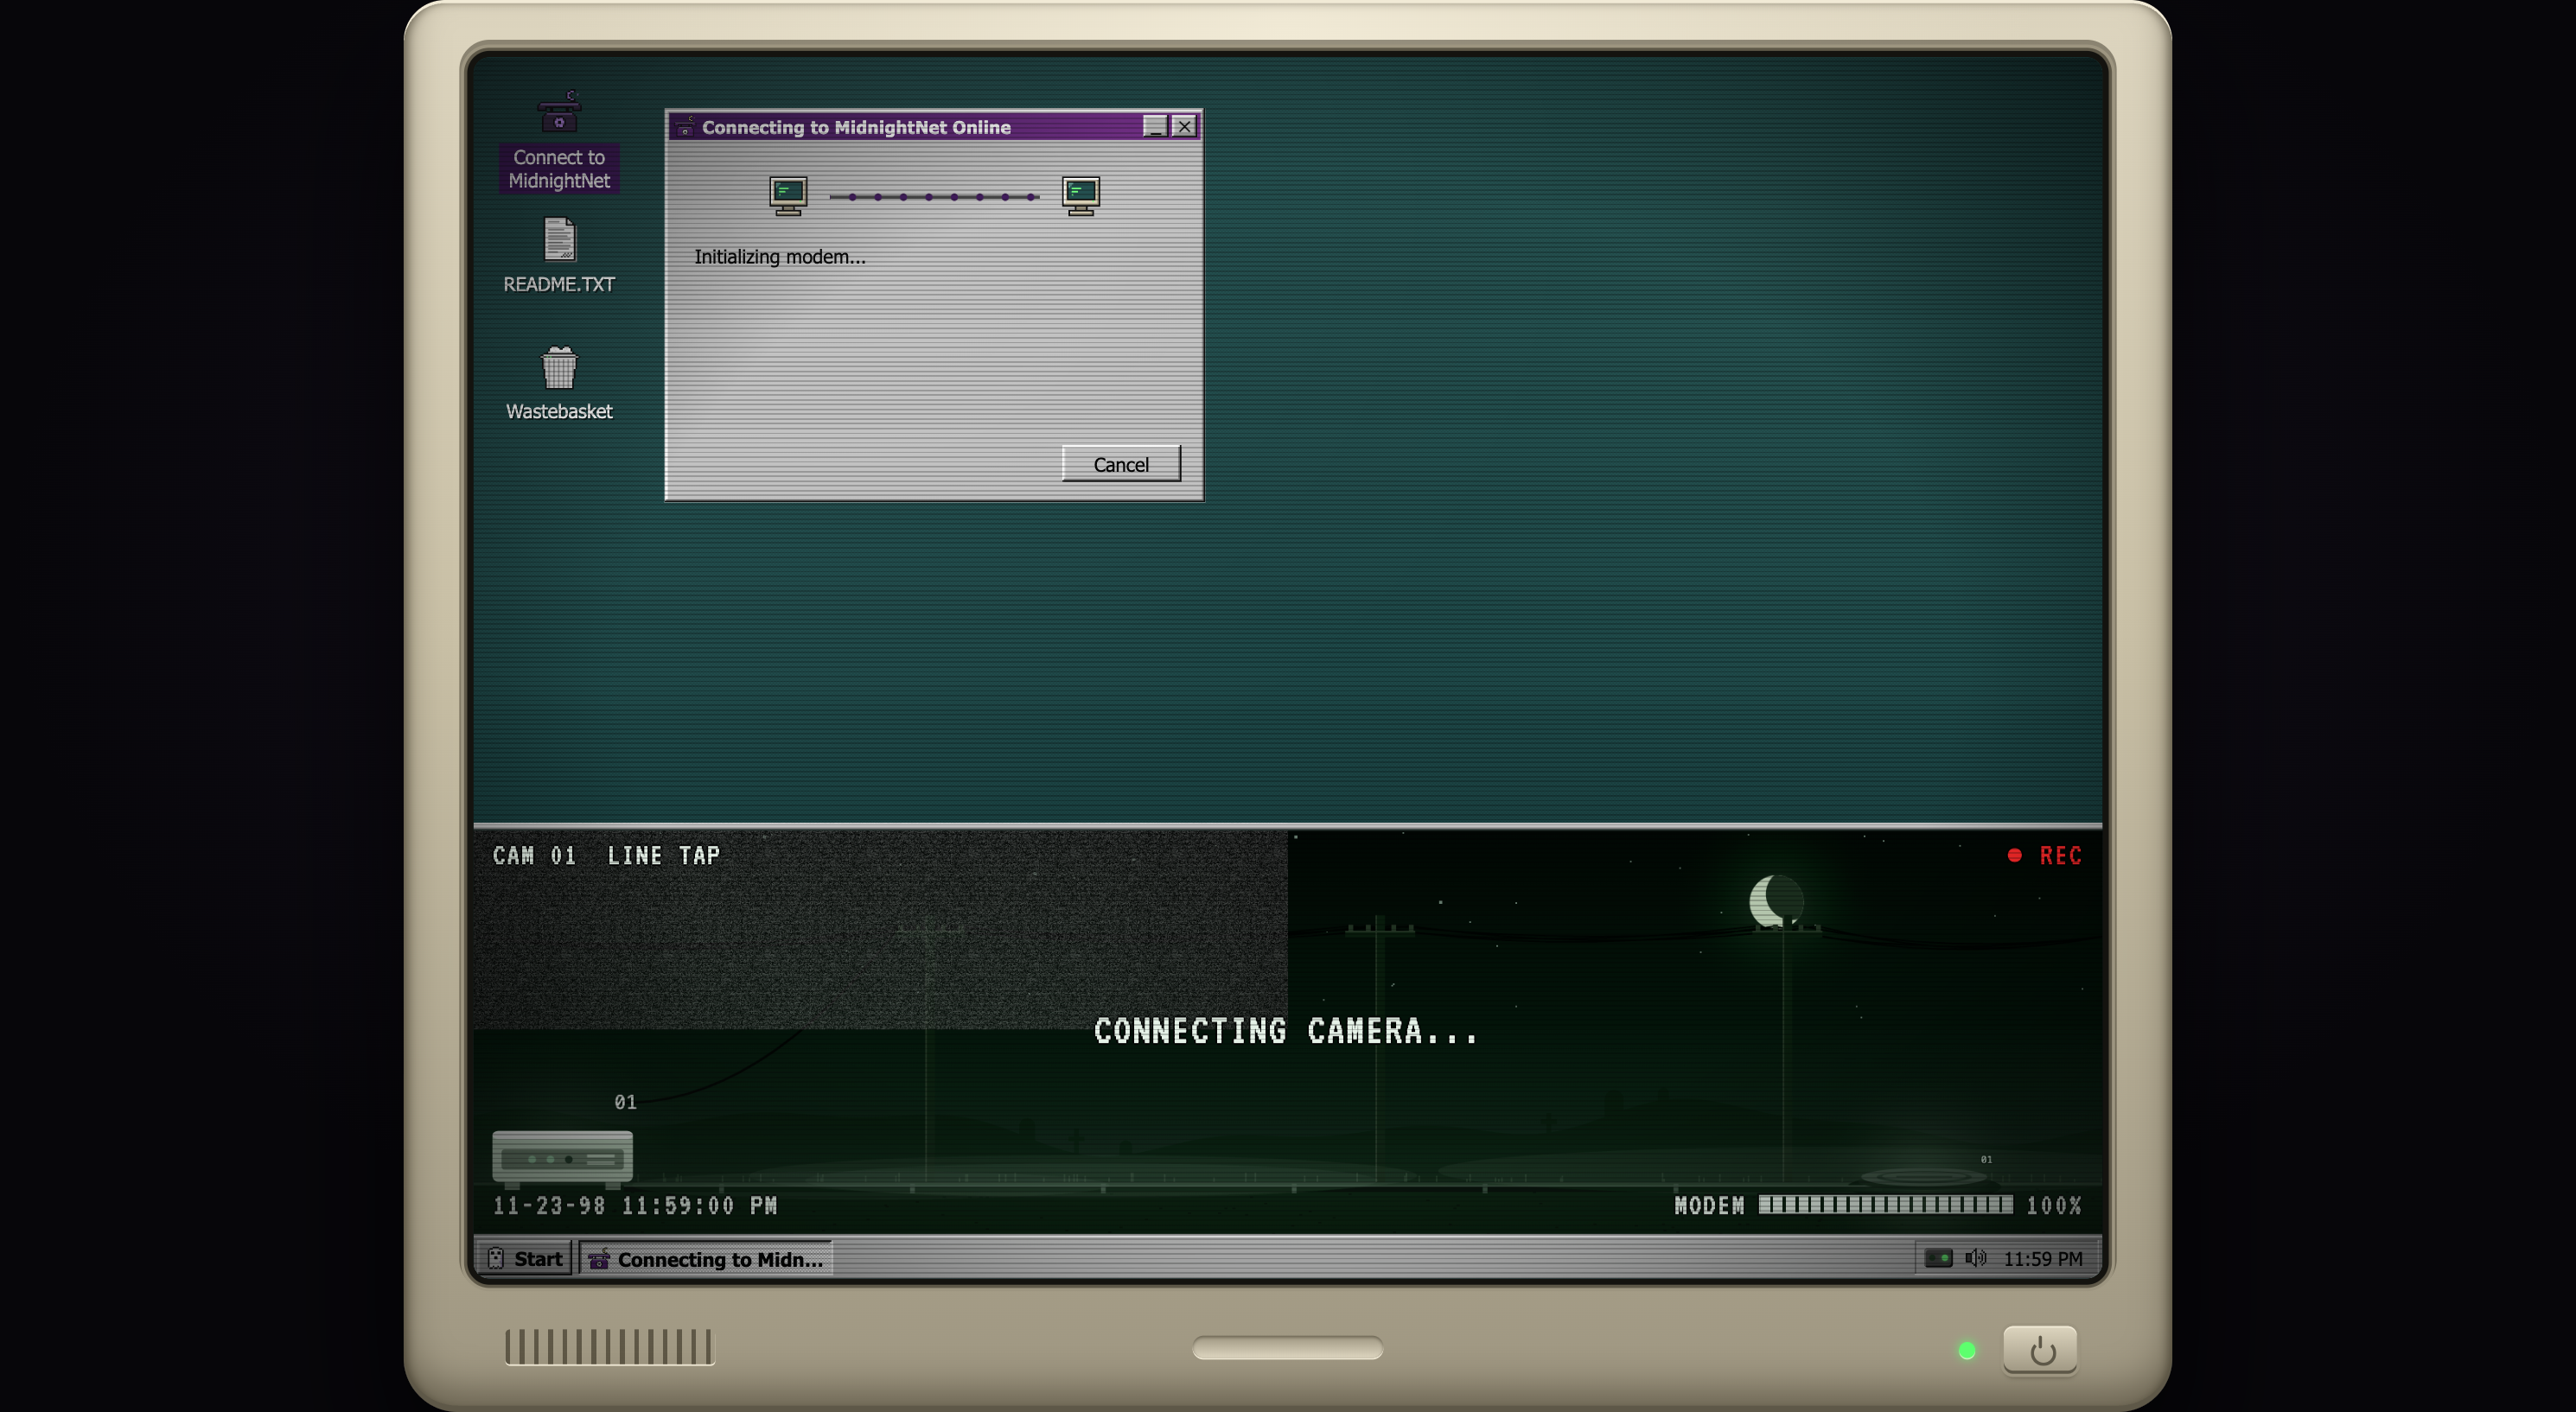 Connect to
MidnightNet
README.TXT
Wastebasket
Connecting to MidnightNet Online
Initializing modem...
Cancel
CAM 01 LINE TAP
REC
CONNECTING CAMERA...
01
01
11-23-98 11:59:00 PM
MODEM 100%
Start
Connecting to Midn...
11:59 PM